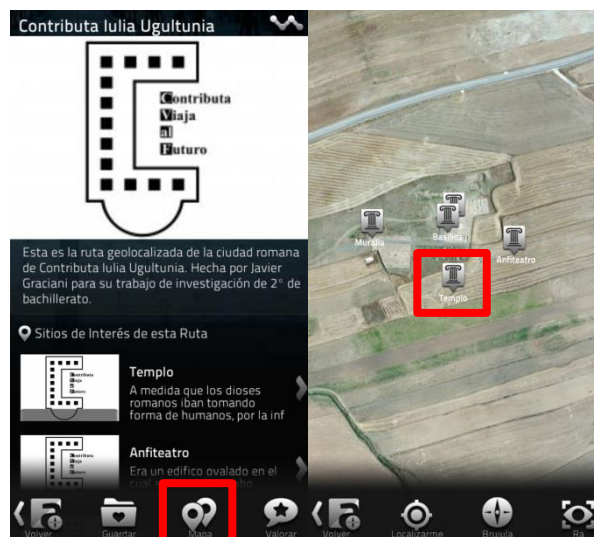 Contributa Iulia Ugultunia
Contributa
Viaja
al
Futuro
Esta es la ruta geolocalizada de la ciudad romana
de Contributa Iulia Ugultunia. Hecha por Javier
Graciani para su trabajo de investigación de 2° de
bachillerato.
Sitios de Interés de esta Ruta
Templo
A medida que los dioses
romanos iban tomando
forma de humanos, por la inf
Anfiteatro
Era un edifico ovalado en el
cual
Volver
Guardar
Mapa
Valorar
Muralla
Basílica
Anfiteatro
Templo
Volver
Localizarme
Brujula
Ra